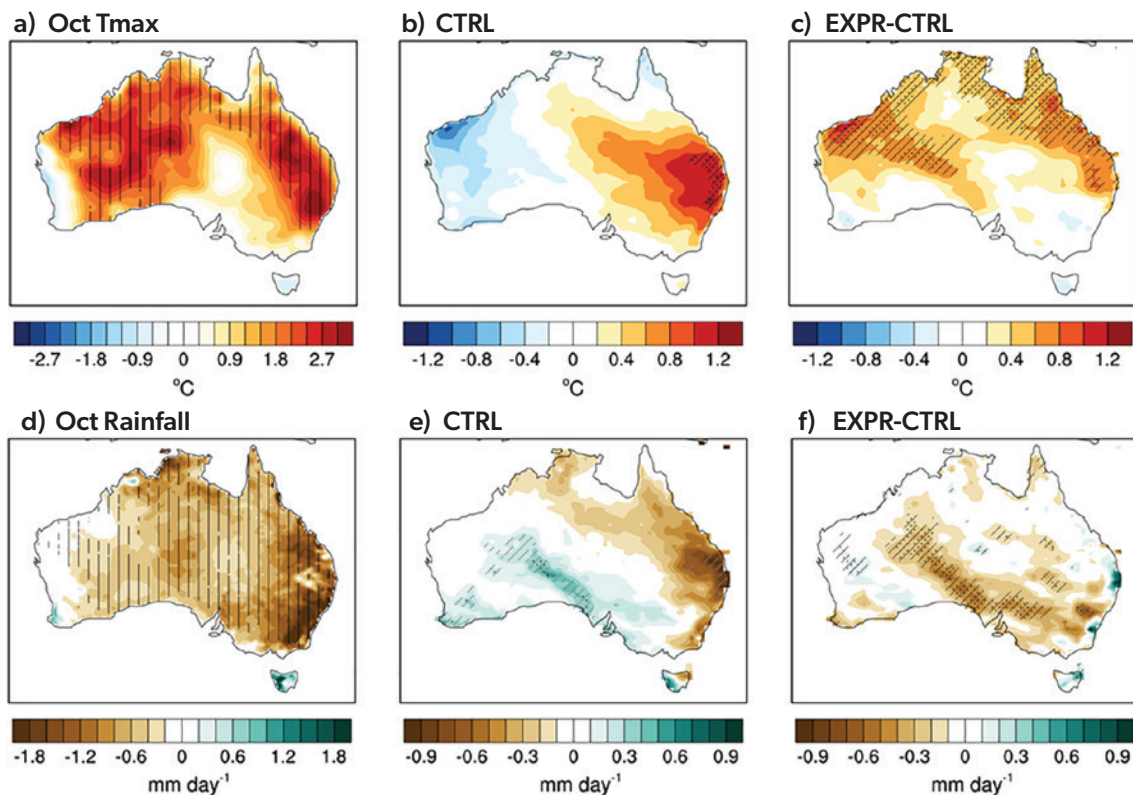 a) Oct Tmax
b) CTRL
c) EXPR-CTRL
-2.7 -1.8 -0.9 0 0.9 1.8 2.7
-1.2 -0.8 -0.4 0 0.4 0.8 1.2
-1.2 -0.8 -0.4 0 0.4 0.8 1.2
ºC
ºC
ºC
d) Oct Rainfall
e) CTRL
f) EXPR-CTRL
-1.8 -1.2 -0.6 0 0.6 1.2 1.8
-0.9 -0.6 -0.3 0 0.3 0.6 0.9
-0.9 -0.6 -0.3 0 0.3 0.6 0.9
mm day⁻¹
mm day⁻¹
mm day⁻¹